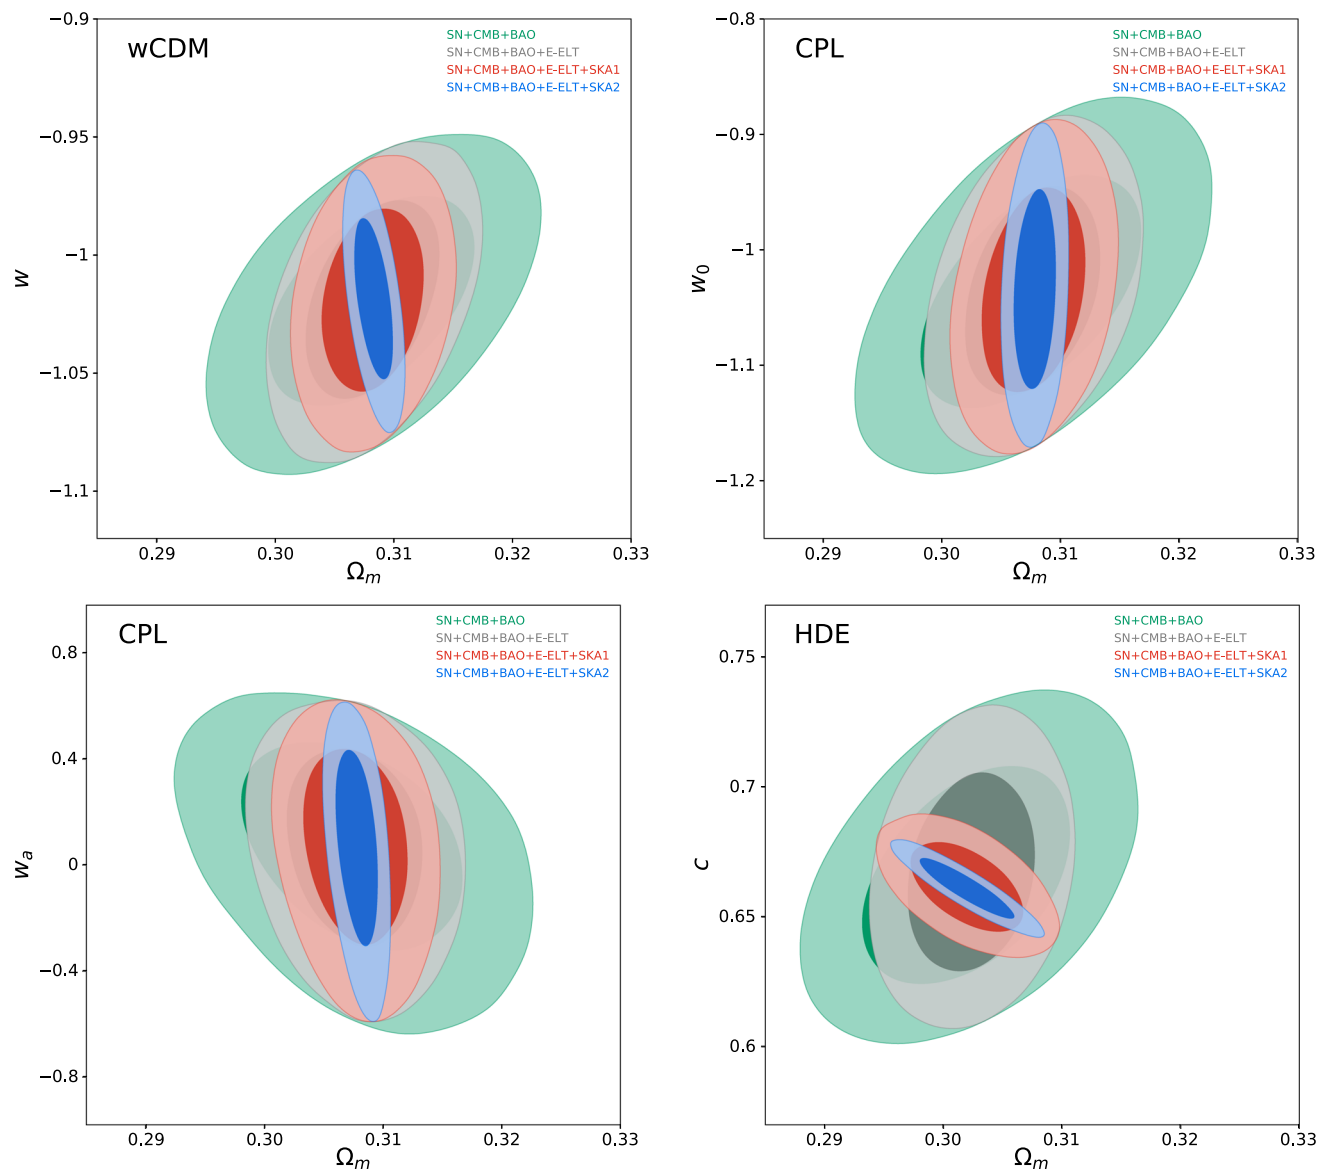 wCDM
SN+CMB+BAO
SN+CMB+BAO+E-ELT
SN+CMB+BAO+E-ELT+SKA1
SN+CMB+BAO+E-ELT+SKA2
−0.9
−0.95
−1
−1.05
−1.1
w
0.29 0.30 0.31 0.32 0.33
Ωm
CPL
SN+CMB+BAO
SN+CMB+BAO+E-ELT
SN+CMB+BAO+E-ELT+SKA1
SN+CMB+BAO+E-ELT+SKA2
−0.8
−0.9
−1
−1.1
−1.2
w0
0.29 0.30 0.31 0.32 0.33
Ωm
CPL
SN+CMB+BAO
SN+CMB+BAO+E-ELT
SN+CMB+BAO+E-ELT+SKA1
SN+CMB+BAO+E-ELT+SKA2
0.8
0.4
0
−0.4
−0.8
wa
0.29 0.30 0.31 0.32 0.33
Ωm
HDE
SN+CMB+BAO
SN+CMB+BAO+E-ELT
SN+CMB+BAO+E-ELT+SKA1
SN+CMB+BAO+E-ELT+SKA2
0.75
0.7
0.65
0.6
c
0.29 0.30 0.31 0.32 0.33
Ωm